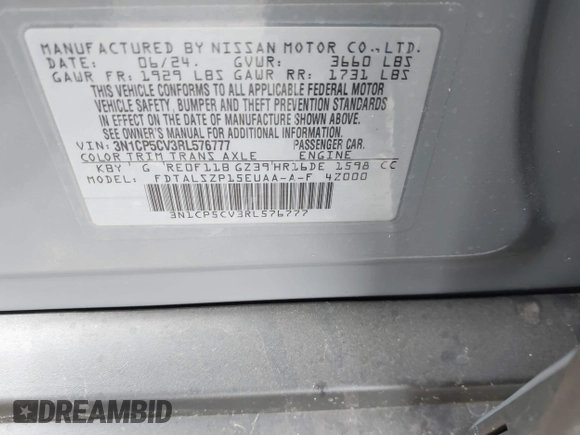 MANUFACTURED BY NISSAN MOTOR CO.,LTD.
DATE: 06/24. GVWR: 3660 LBS
GAWR FR: 1929 LBS GAWR RR: 1731 LBS
THIS VEHICLE CONFORMS TO ALL APPLICABLE FEDERAL MOTOR
VEHICLE SAFETY, BUMPER AND THEFT PREVENTION STANDARDS
IN EFFECT ON THE DATE OF MANUFACTURE SHOWN ABOVE.
SEE OWNER'S MANUAL FOR ADDITIONAL INFORMATION.
VIN: 3N1CP5CV3RL576777 PASSENGER CAR.
COLOR TRIM TRANS AXLE ENGINE
KBY G RE0F11B GZ39 HR16DE 1598 CC
MODEL: FDTALSZP15EUAA-A-F 4Z000
3N1CP5CV3RL576777
DREAMBID